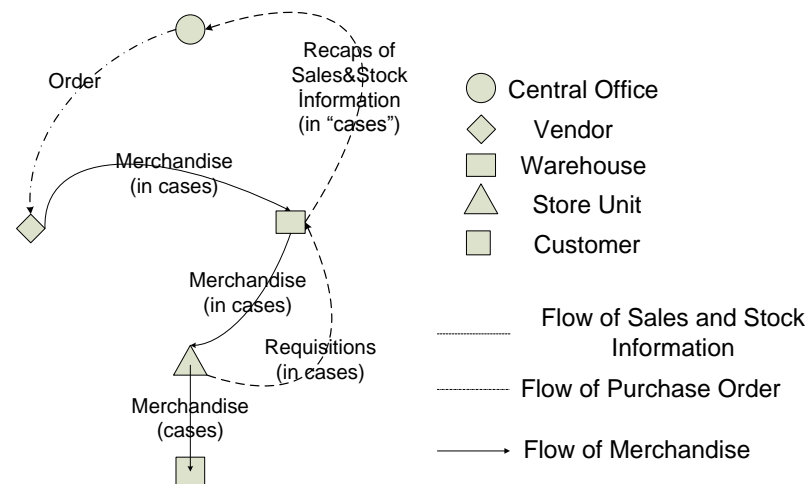 Order
Recaps of
Sales&Stock
İnformation
(in “cases”)
Merchandise
(in cases)
Merchandise
(in cases)
Requisitions
(in cases)
Merchandise
(cases)
Central Office
Vendor
Warehouse
Store Unit
Customer
Flow of Sales and Stock
Information
Flow of Purchase Order
Flow of Merchandise